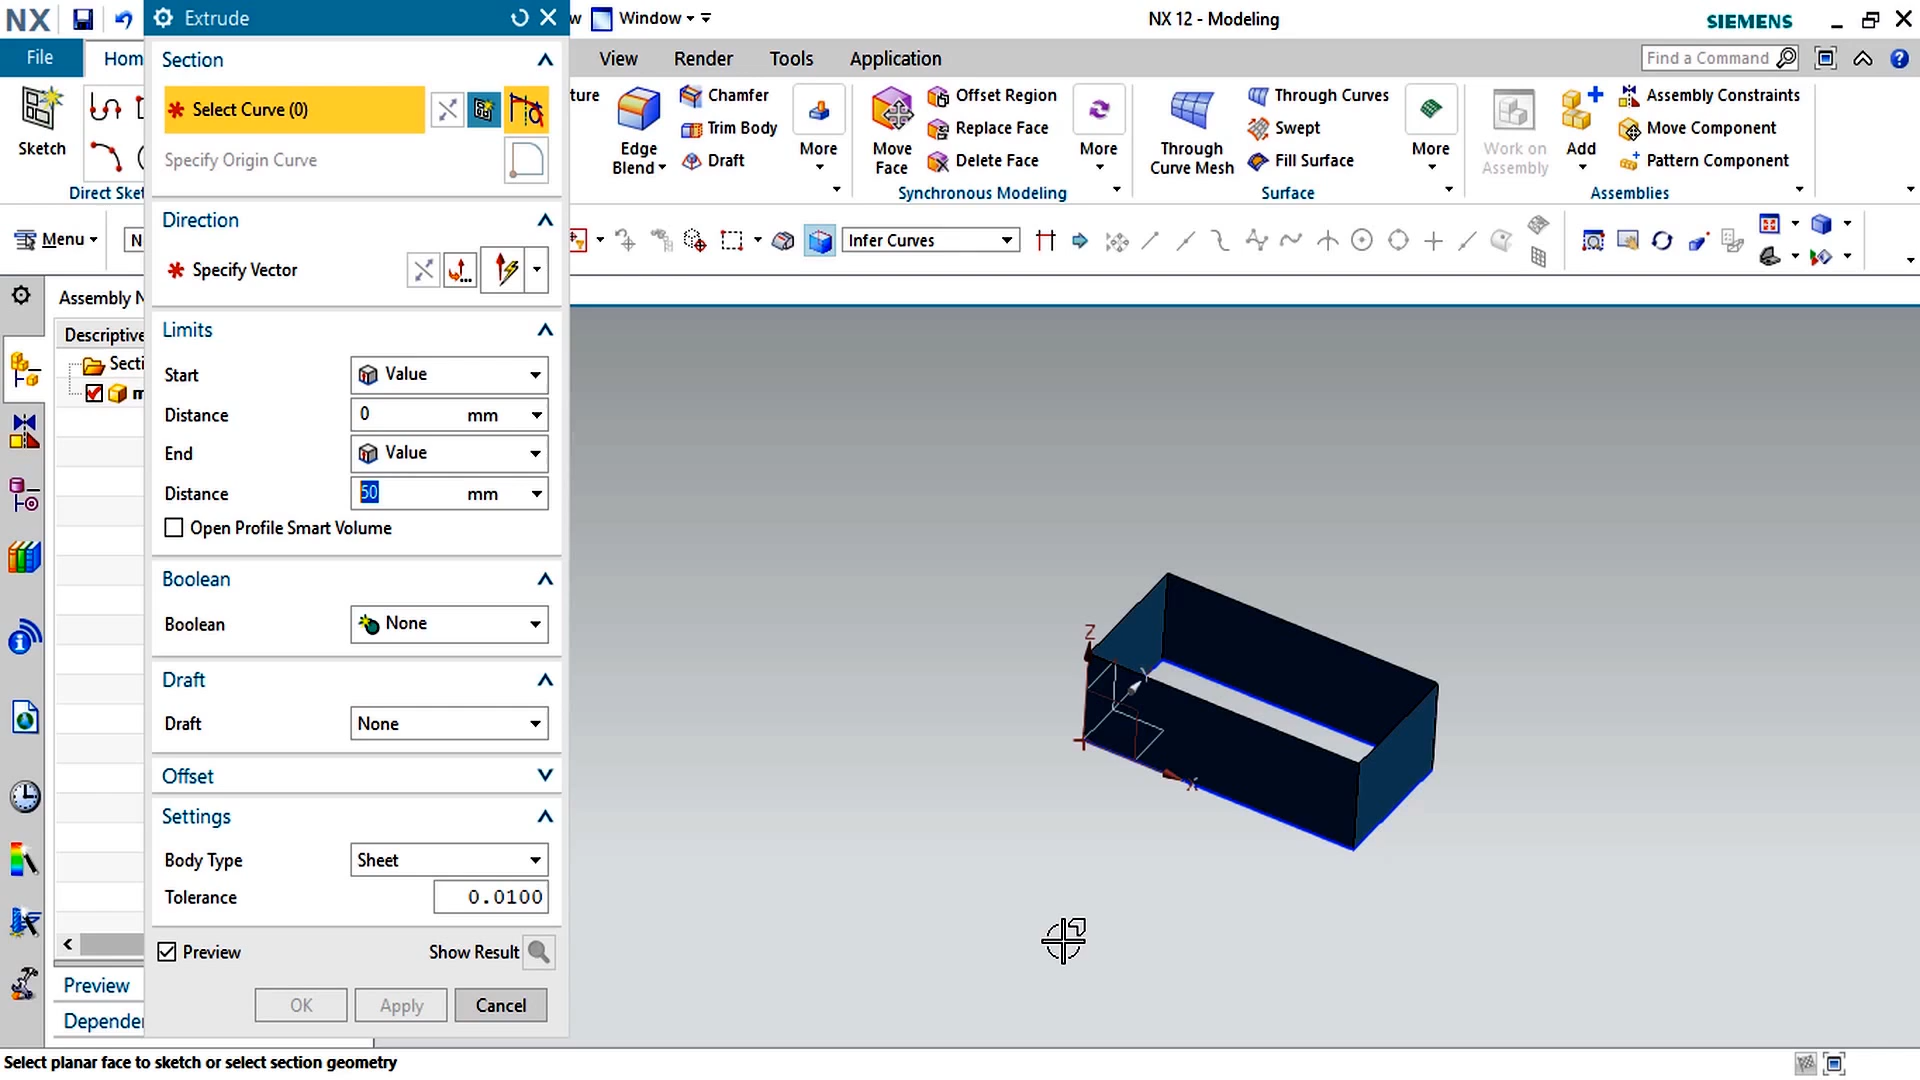 NX
Extrude
w
Window
NX 12 - Modeling
SIEMENS
File
Hom
View
Render
Tools
Application
Find a Command
Section
Select Curve (0)
Specify Origin Curve
Sketch
Direct Sket
ture
Edge
Blend
Chamfer
Trim Body
Draft
More
Move
Face
Offset Region
Replace Face
Delete Face
More
Synchronous Modeling
Through
Curve Mesh
Through Curves
Swept
Fill Surface
More
Surface
Work on
Assembly
Add
Assembly Constraints
Move Component
Pattern Component
Assemblies
Menu
N
Infer Curves
Direction
Specify Vector
Assembly N
Descriptive
Secti
m
Limits
Start
Value
Distance
0 mm
End
Value
Distance
50 mm
Open Profile Smart Volume
Boolean
Boolean
None
Draft
Draft
None
Offset
Settings
Body Type
Sheet
Tolerance
0.0100
Preview
Show Result
OK
Apply
Cancel
Preview
Depender
Z
X
Select planar face to sketch or select section geometry